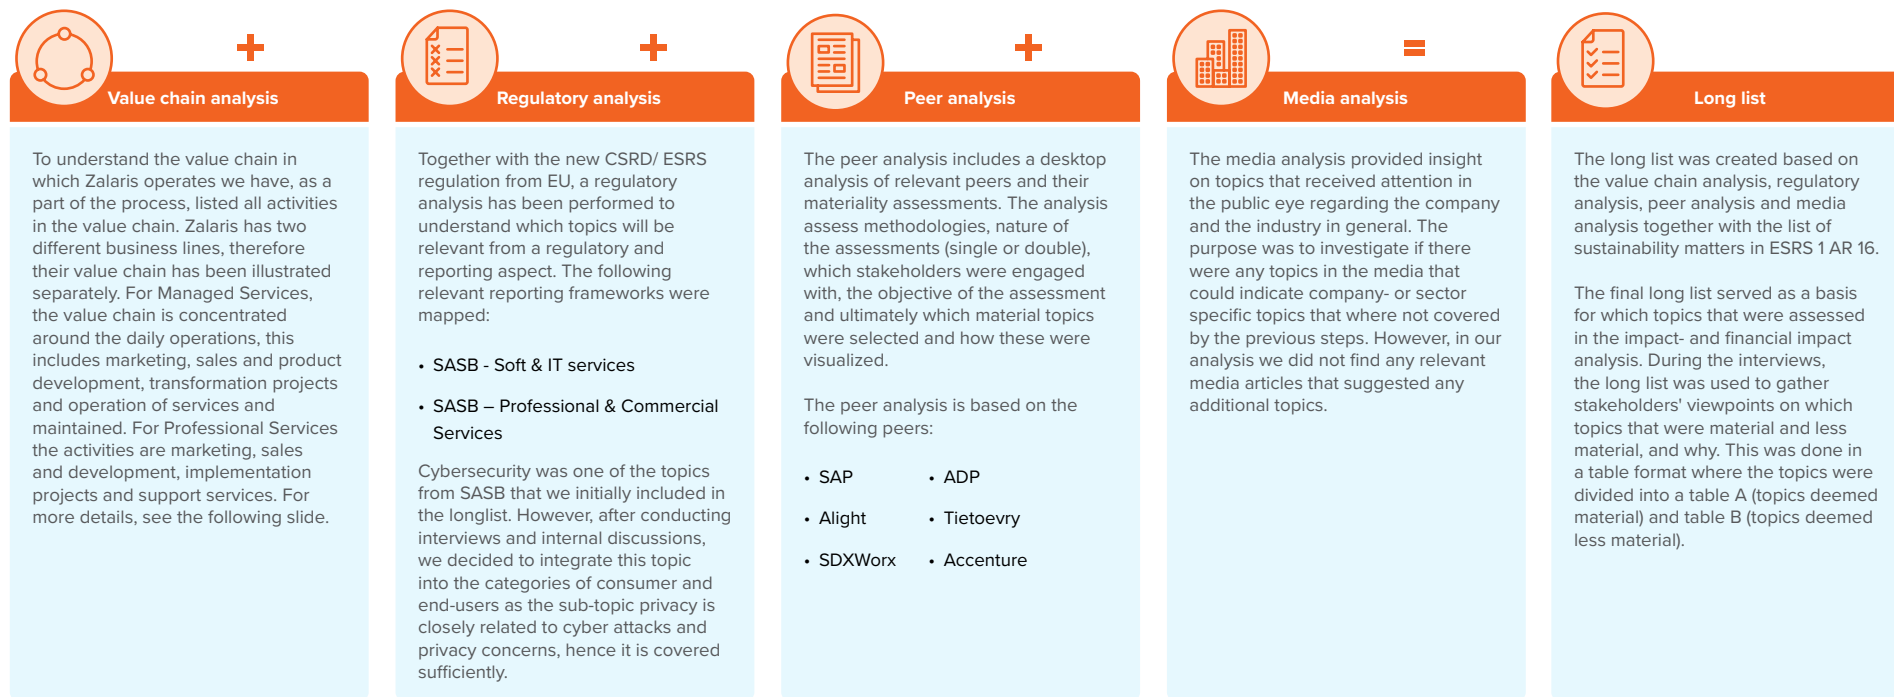 Value chain analysis
To understand the value chain in
which Zalaris operates we have, as a
part of the process, listed all activities
in the value chain. Zalaris has two
different business lines, therefore
their value chain has been illustrated
separately. For Managed Services,
the value chain is concentrated
around the daily operations, this
includes marketing, sales and product
development, transformation projects
and operation of services and
maintained. For Professional Services
the activities are marketing, sales
and development, implementation
projects and support services. For
more details, see the following slide.
Regulatory analysis
Together with the new CSRD/ ESRS
regulation from EU, a regulatory
analysis has been performed to
understand which topics will be
relevant from a regulatory and
reporting aspect. The following
relevant reporting frameworks were
mapped:
• SASB - Soft & IT services
• SASB – Professional & Commercial
Services
Cybersecurity was one of the topics
from SASB that we initially included in
the longlist. However, after conducting
interviews and internal discussions,
we decided to integrate this topic
into the categories of consumer and
end-users as the sub-topic privacy is
closely related to cyber attacks and
privacy concerns, hence it is covered
sufficiently.
Peer analysis
The peer analysis includes a desktop
analysis of relevant peers and their
materiality assessments. The analysis
assess methodologies, nature of
the assessments (single or double),
which stakeholders were engaged
with, the objective of the assessment
and ultimately which material topics
were selected and how these were
visualized.
The peer analysis is based on the
following peers:
• SAP
• Alight
• SDXWorx
• ADP
• Tietoevry
• Accenture
Media analysis
The media analysis provided insight
on topics that received attention in
the public eye regarding the company
and the industry in general. The
purpose was to investigate if there
were any topics in the media that
could indicate company- or sector
specific topics that where not covered
by the previous steps. However, in our
analysis we did not find any relevant
media articles that suggested any
additional topics.
Long list
The long list was created based on
the value chain analysis, regulatory
analysis, peer analysis and media
analysis together with the list of
sustainability matters in ESRS 1 AR 16.
The final long list served as a basis
for which topics that were assessed
in the impact- and financial impact
analysis. During the interviews,
the long list was used to gather
stakeholders' viewpoints on which
topics that were material and less
material, and why. This was done in
a table format where the topics were
divided into a table A (topics deemed
material) and table B (topics deemed
less material).